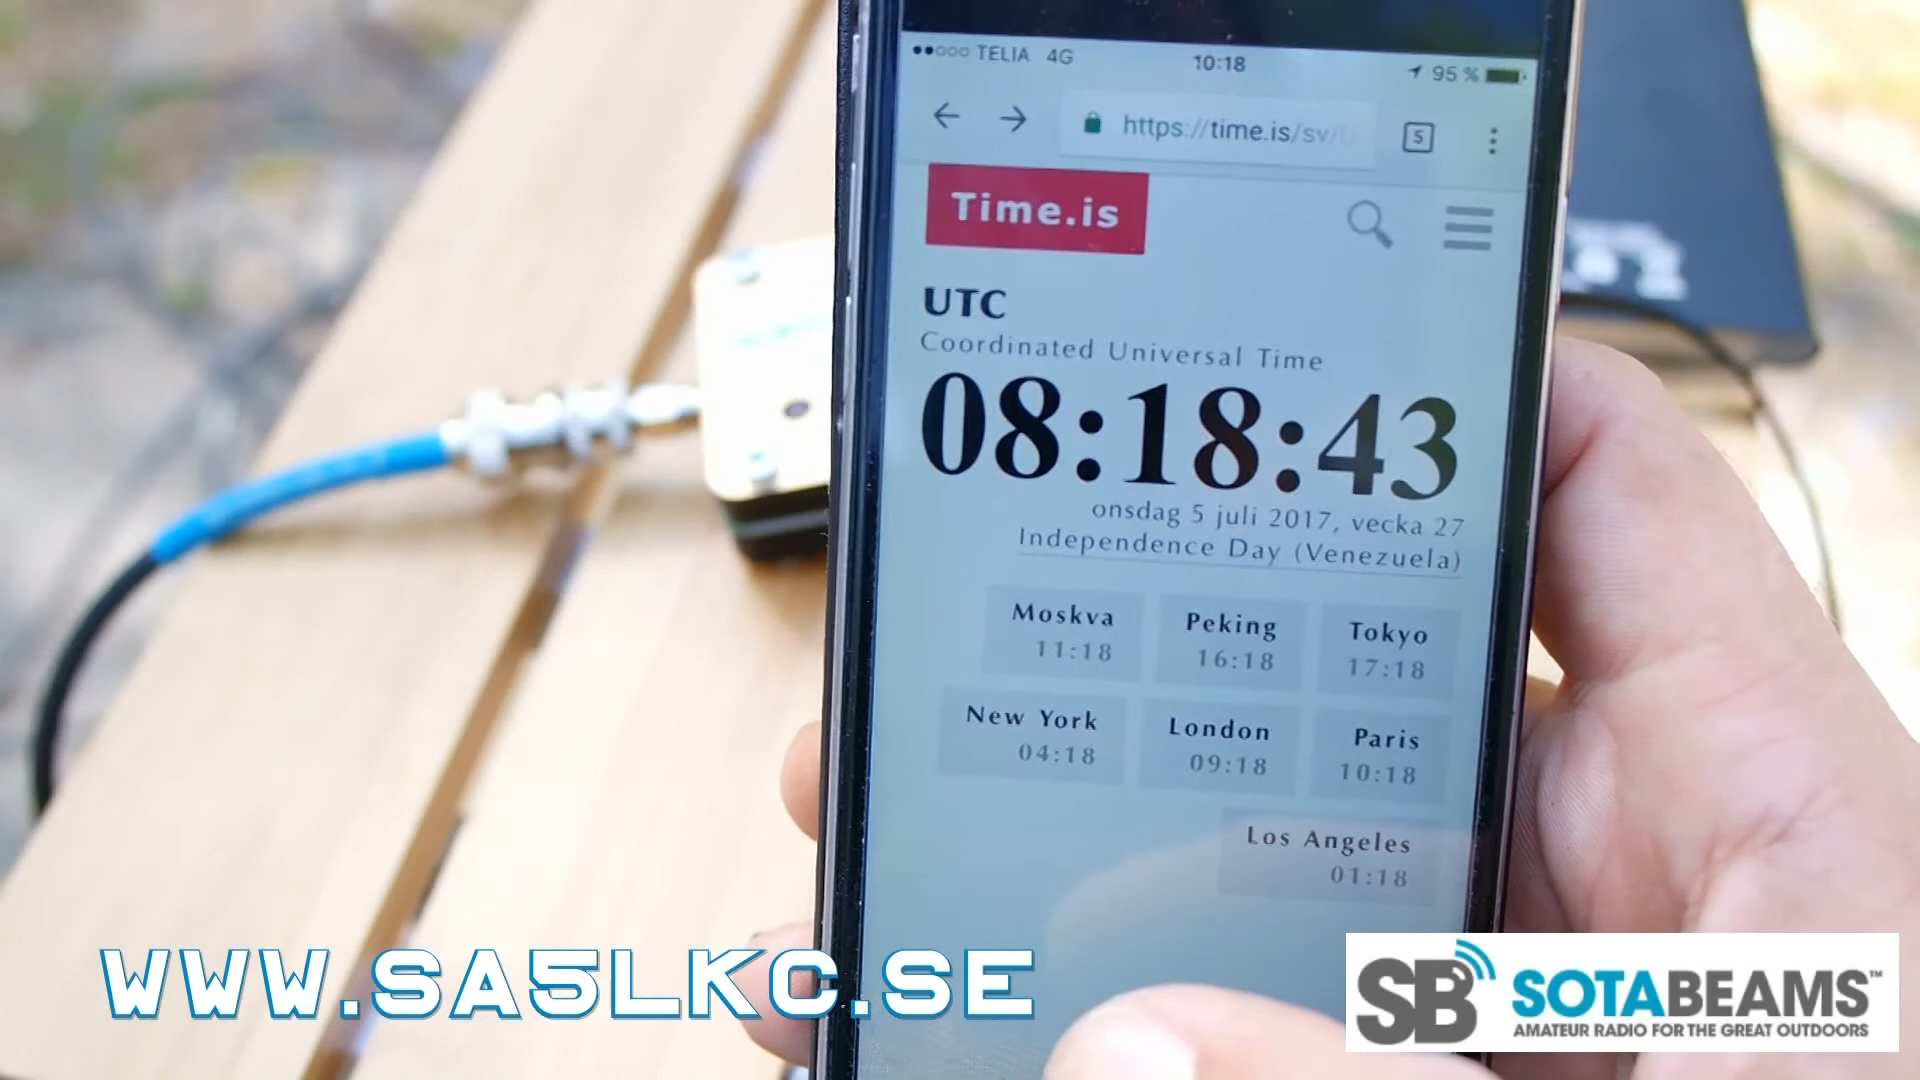 TELIA 4G 10:18 95 %
https://time.is/sv/ 5
Time.is
UTC
Coordinated Universal Time
08:18:43
onsdag 5 juli 2017, vecka 27
Independence Day (Venezuela)
Moskva Peking Tokyo
11:18 16:18 17:18
New York London Paris
04:18 09:18 10:18
Los Angeles
01:18
WWW.SA5LKC.SE
SB SOTABEAMS™
AMATEUR RADIO FOR THE GREAT OUTDOORS